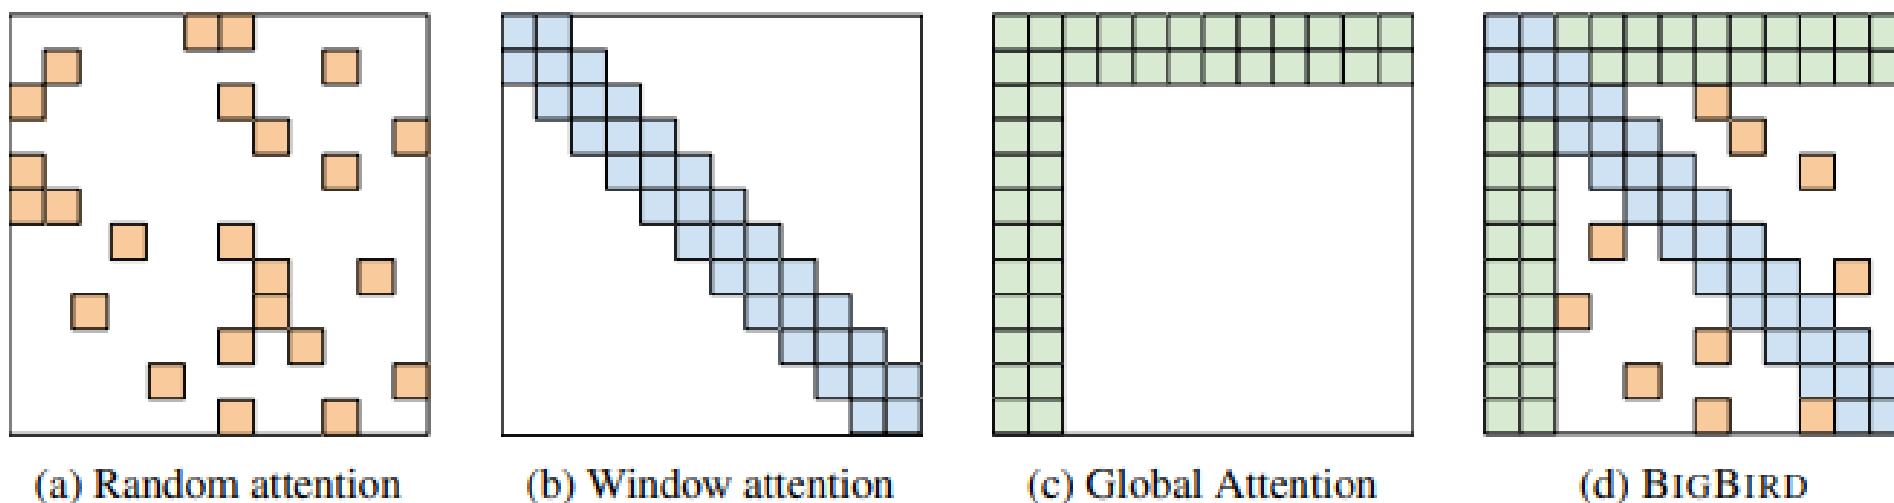 (a) Random attention
(b) Window attention
(c) Global Attention
(d) BIGBIRD